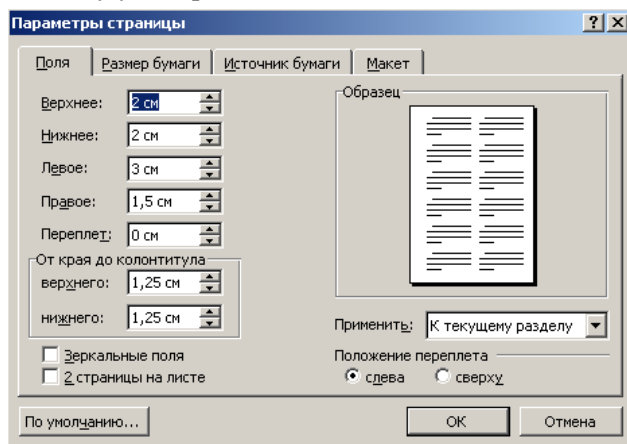 Параметры страницы
Поля Размер бумаги Источник бумаги Макет
Верхнее: 2 см
Нижнее: 2 см
Левое: 3 см
Правое: 1,5 см
Переплет: 0 см
От края до колонтитула
верхнего: 1,25 см
нижнего: 1,25 см
Зеркальные поля
2 страницы на листе
Образец
Применить: К текущему разделу
Положение переплета
слева сверху
По умолчанию... ОК Отмена